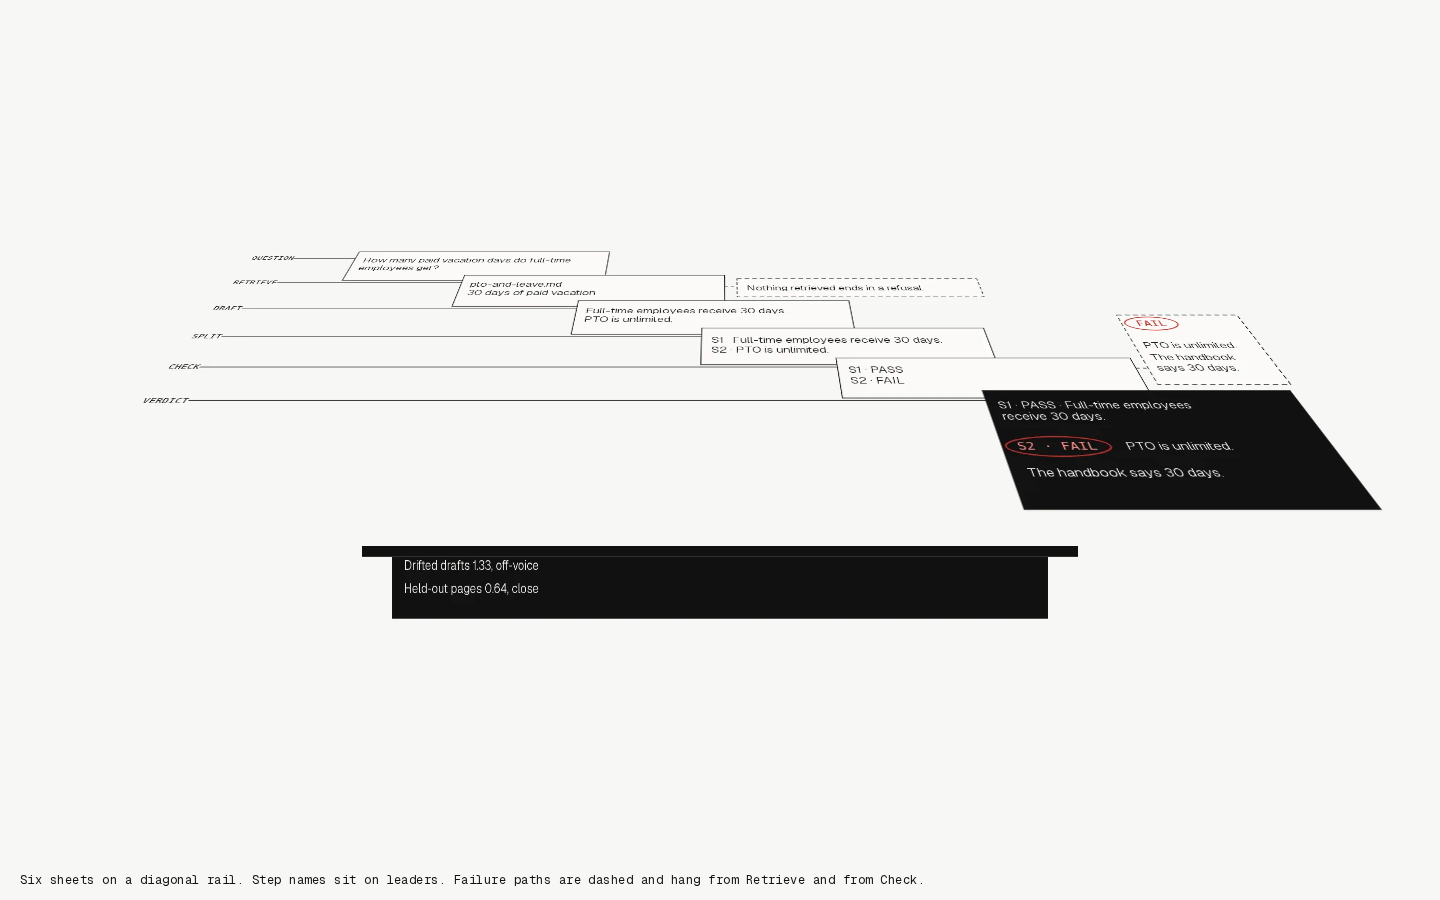 QUESTION
How many paid vacation days do full-time
employees get?
RETRIEVE
pto-and-leave.md
30 days of paid vacation
Nothing retrieved ends in a refusal.
DRAFT
Full-time employees receive 30 days.
PTO is unlimited.
SPLIT
S1 · Full-time employees receive 30 days.
S2 · PTO is unlimited.
FAIL
PTO is unlimited.
The handbook
says 30 days.
CHECK
S1 · PASS
S2 · FAIL
VERDICT
S1 · PASS · Full-time employees
receive 30 days.
S2 · FAIL PTO is unlimited.
The handbook says 30 days.
Drifted drafts 1.33, off-voice
Held-out pages 0.64, close
Six sheets on a diagonal rail. Step names sit on leaders. Failure paths are dashed and hang from Retrieve and from Check.